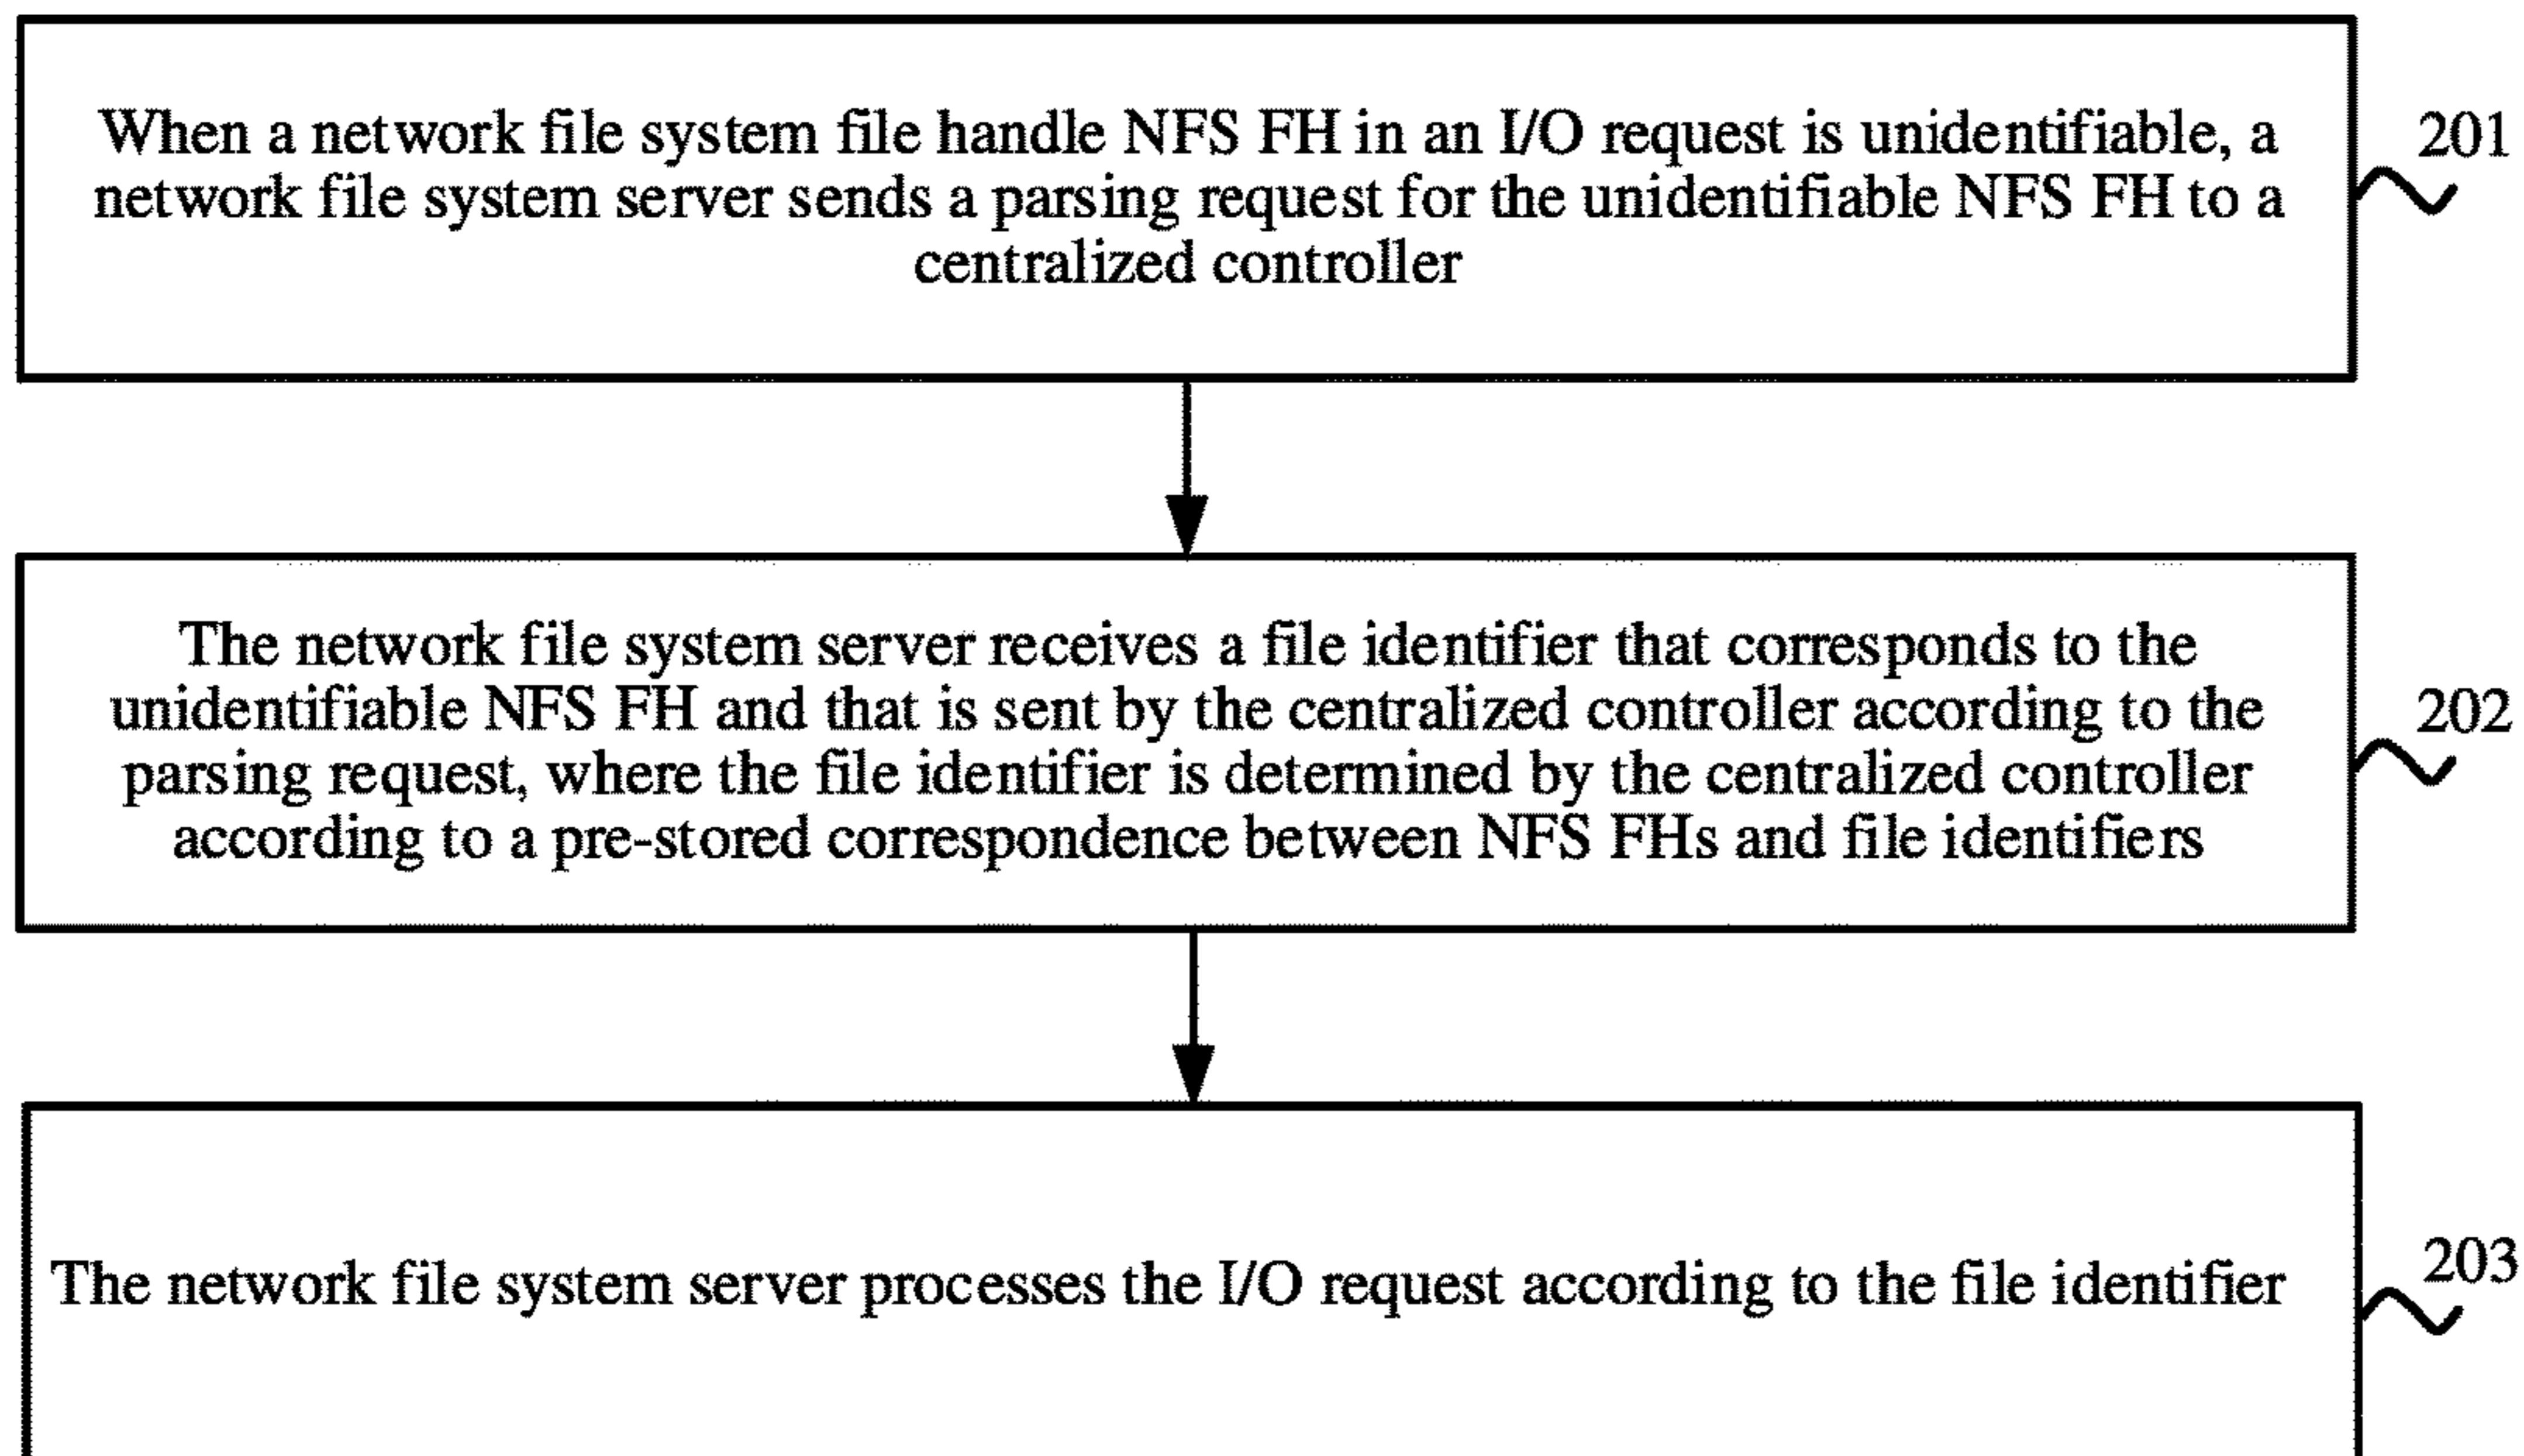 When a network file system file handle NFS FH in an I/O request is unidentifiable, a
network file system server sends a parsing request for the unidentifiable NFS FH to a
centralized controller
201
The network file system server receives a file identifier that corresponds to the
unidentifiable NFS FH and that is sent by the centralized controller according to the
parsing request, where the file identifier is determined by the centralized controller
according to a pre-stored correspondence between NFS FHs and file identifiers
202
The network file system server processes the I/O request according to the file identifier
203